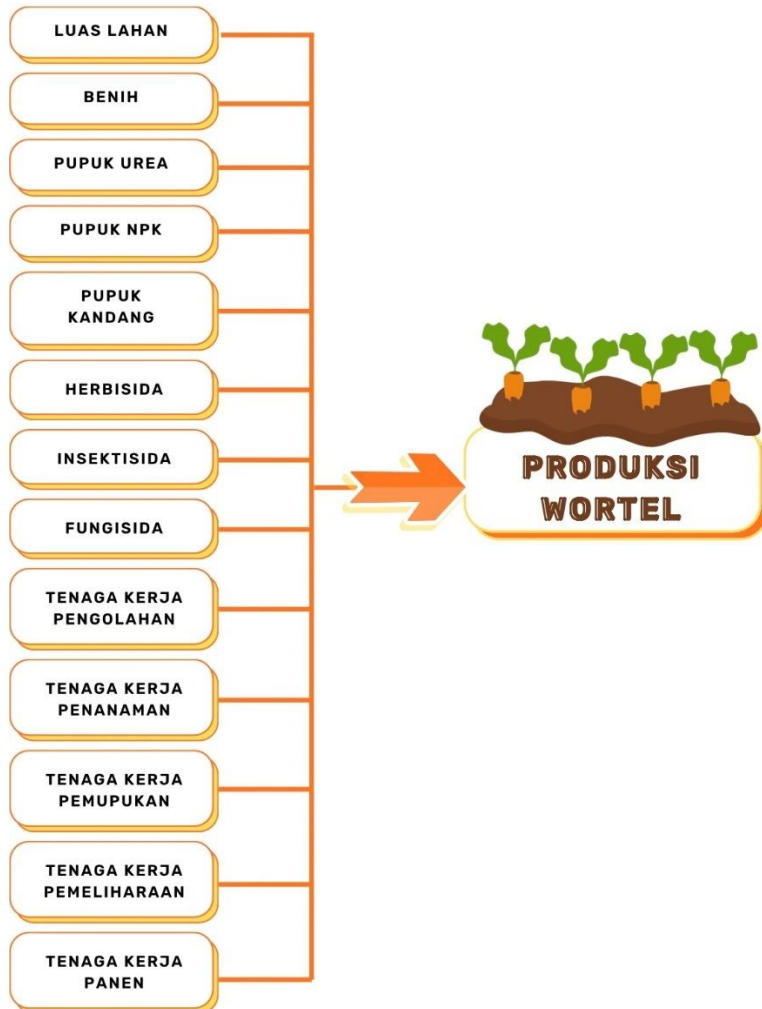 LUAS LAHAN
BENIH
PUPUK UREA
PUPUK NPK
PUPUK
KANDANG
HERBISIDA
INSEKTISIDA
FUNGISIDA
TENAGA KERJA
PENGOLAHAN
TENAGA KERJA
PENANAMAN
TENAGA KERJA
PEMUPUKAN
TENAGA KERJA
PEMELIHARAAN
TENAGA KERJA
PANEN
PRODUKSI
WORTEL